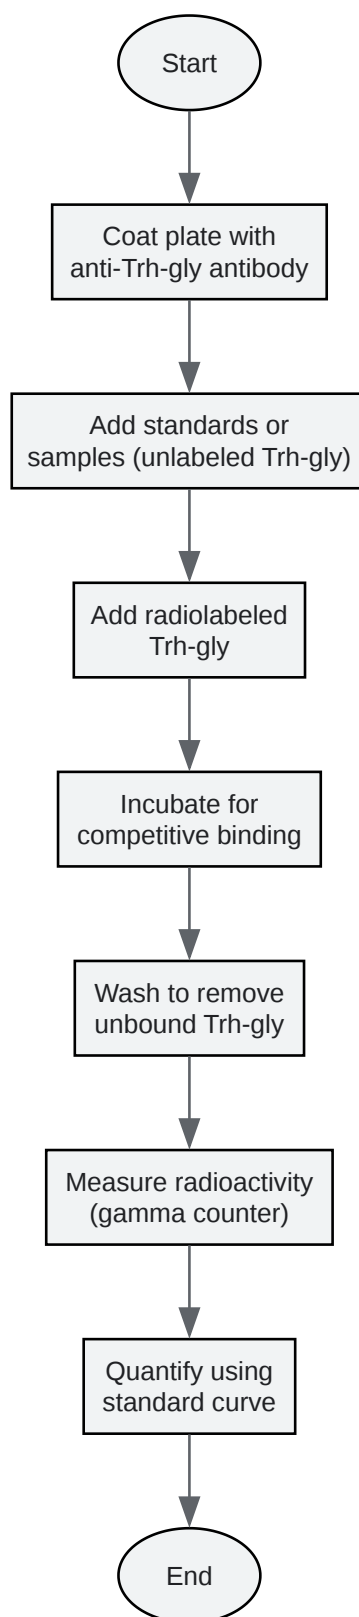 Start
Coat plate with
anti-Trh-gly antibody
Add standards or
samples (unlabeled Trh-gly)
Add radiolabeled
Trh-gly
Incubate for
competitive binding
Wash to remove
unbound Trh-gly
Measure radioactivity
(gamma counter)
Quantify using
standard curve
End